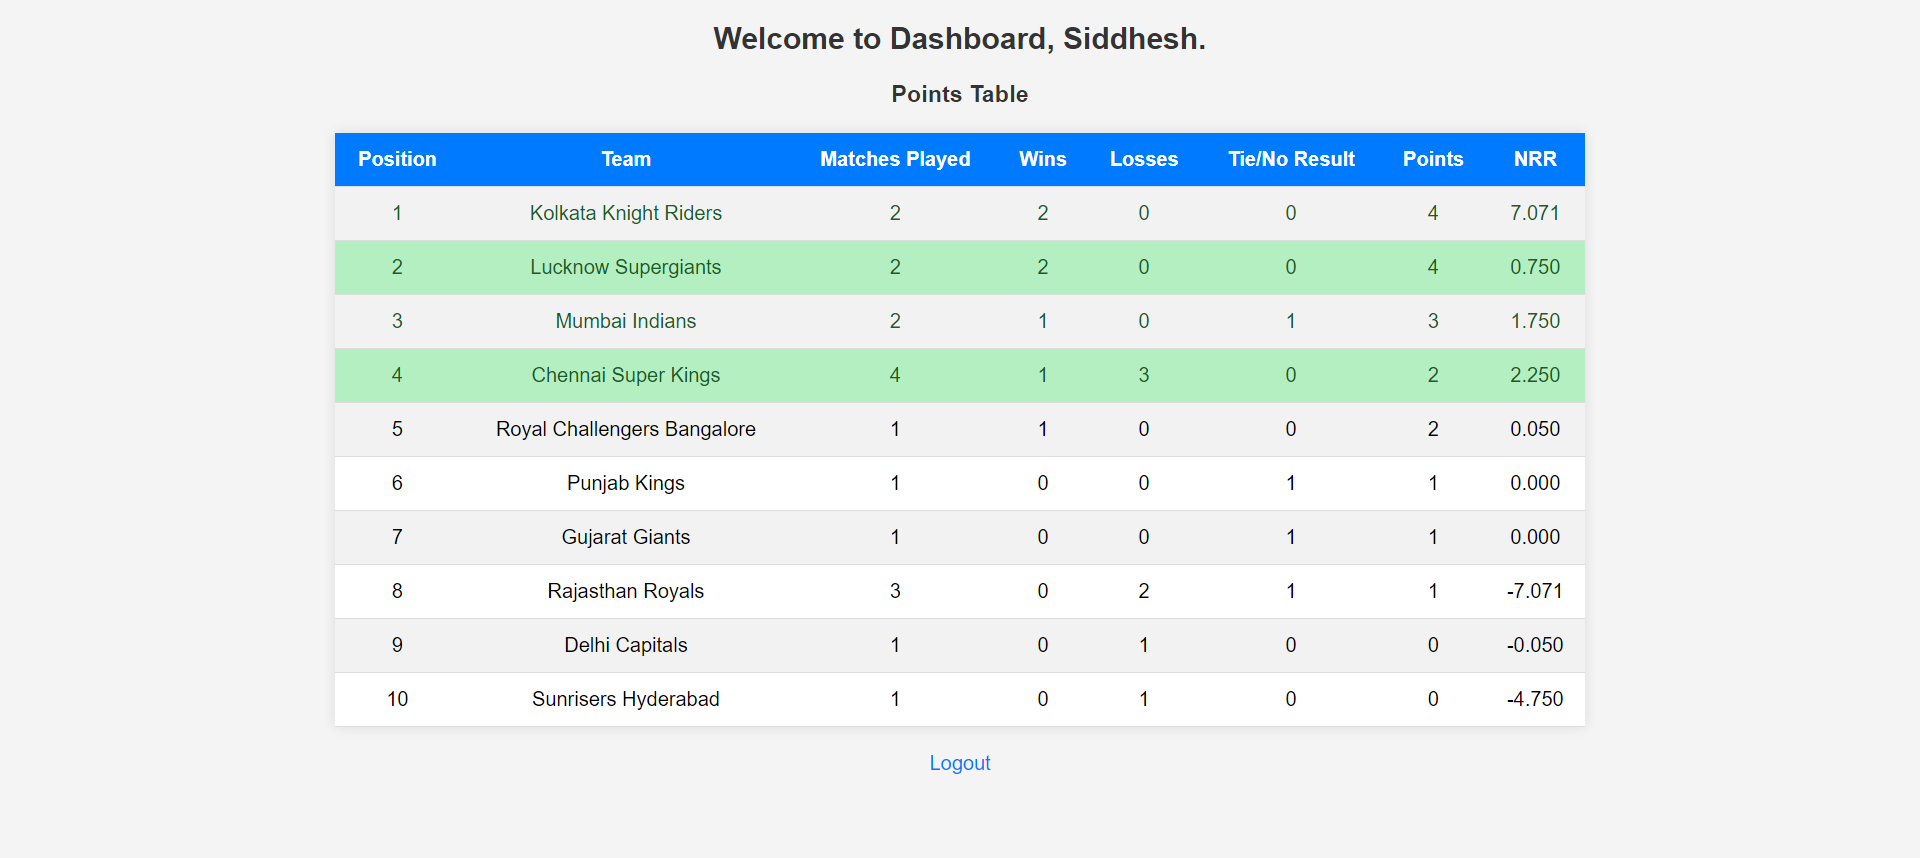 Welcome to Dashboard, Siddhesh.
Points Table
Position Team Matches Played Wins Losses Tie/No Result Points NRR
1 Kolkata Knight Riders 2 2 0 0 4 7.071
2 Lucknow Supergiants 2 2 0 0 4 0.750
3 Mumbai Indians 2 1 0 1 3 1.750
4 Chennai Super Kings 4 1 3 0 2 2.250
5 Royal Challengers Bangalore 1 1 0 0 2 0.050
6 Punjab Kings 1 0 0 1 1 0.000
7 Gujarat Giants 1 0 0 1 1 0.000
8 Rajasthan Royals 3 0 2 1 1 -7.071
9 Delhi Capitals 1 0 1 0 0 -0.050
10 Sunrisers Hyderabad 1 0 1 0 0 -4.750
Logout